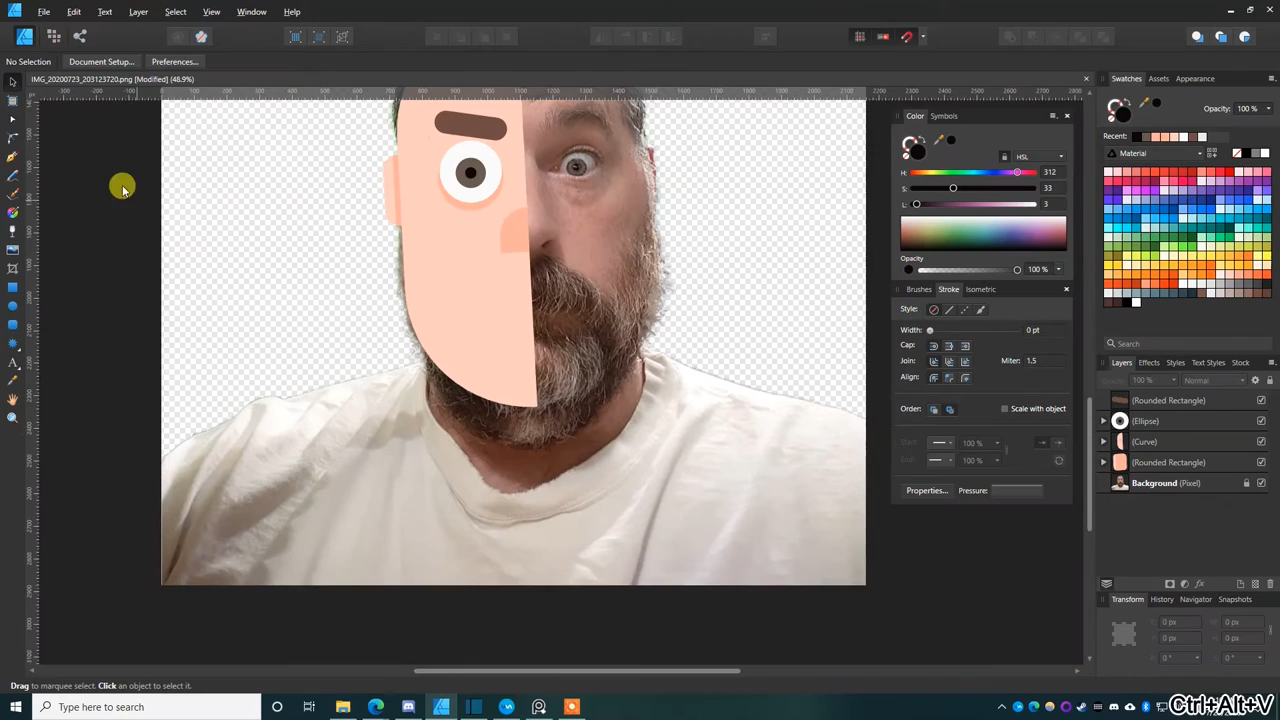 File Edit Text Layer Select View Window Help
No Selection Document Setup... Preferences...
IMG_20200723_203123720.png [Modified] (48.9%)
Swatches Assets Appearance
Opacity: 100 %
Recent:
Material
Search
Color Symbols
HSL
H: 312
S: 33
L: 3
Opacity
100 %
Brushes Stroke Isometric
Style:
Width: 0 pt
Cap:
Join: Miter: 1.5
Align:
Order: Scale with object
Start: 100 %
End: 100 %
Properties... Pressure:
Layers Effects Styles Text Styles Stock
Opacity: 100 % Normal
(Rounded Rectangle)
(Ellipse)
(Curve)
(Rounded Rectangle)
Background (Pixel)
Transform History Navigator Snapshots
X: 0 px W: 0 px
Y: 0 px H: 0 px
R: 0 ° S: 0 °
Drag to marquee select. Click an object to select it.
Type here to search
Ctrl+Alt+V